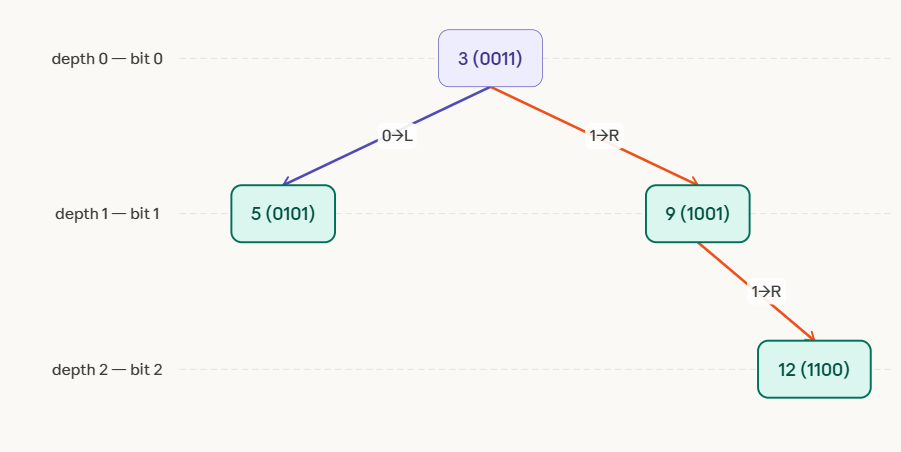 depth 0 — bit 0
3 (0011)
0→L
1→R
depth 1 — bit 1
5 (0101)
9 (1001)
1→R
depth 2 — bit 2
12 (1100)